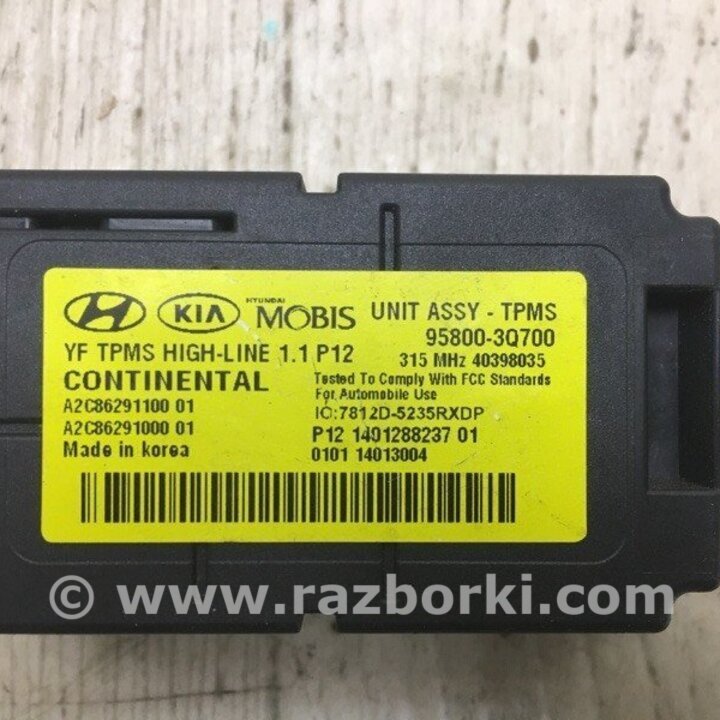 KIA HYUNDAI MOBIS UNIT ASSY - TPMS
95800-3Q700
YF TPMS HIGH-LINE 1.1 P12 315 MHz 40398035
CONTINENTAL Tested To Comply With FCC Standards
For Automobile Use
A2C86291100 01 IC:7812D-5235RXDP
A2C86291000 01 P12 1401288237 01
Made in korea 0101 14013004
© www.razborki.com